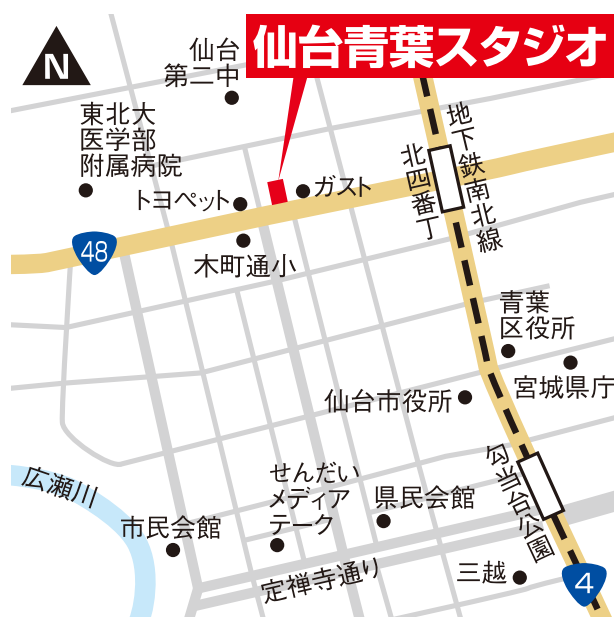 N
仙台青葉スタジオ
仙台
第二中
東北大
医学部
附属病院
地下鉄南北線
北四番丁
ガスト
トヨペット
48
木町通小
青葉
区役所
宮城県庁
仙台市役所
広瀬川
せんだい
メディア
テーク
県民会館
市民会館
勾当台公園
定禅寺通り
三越
4